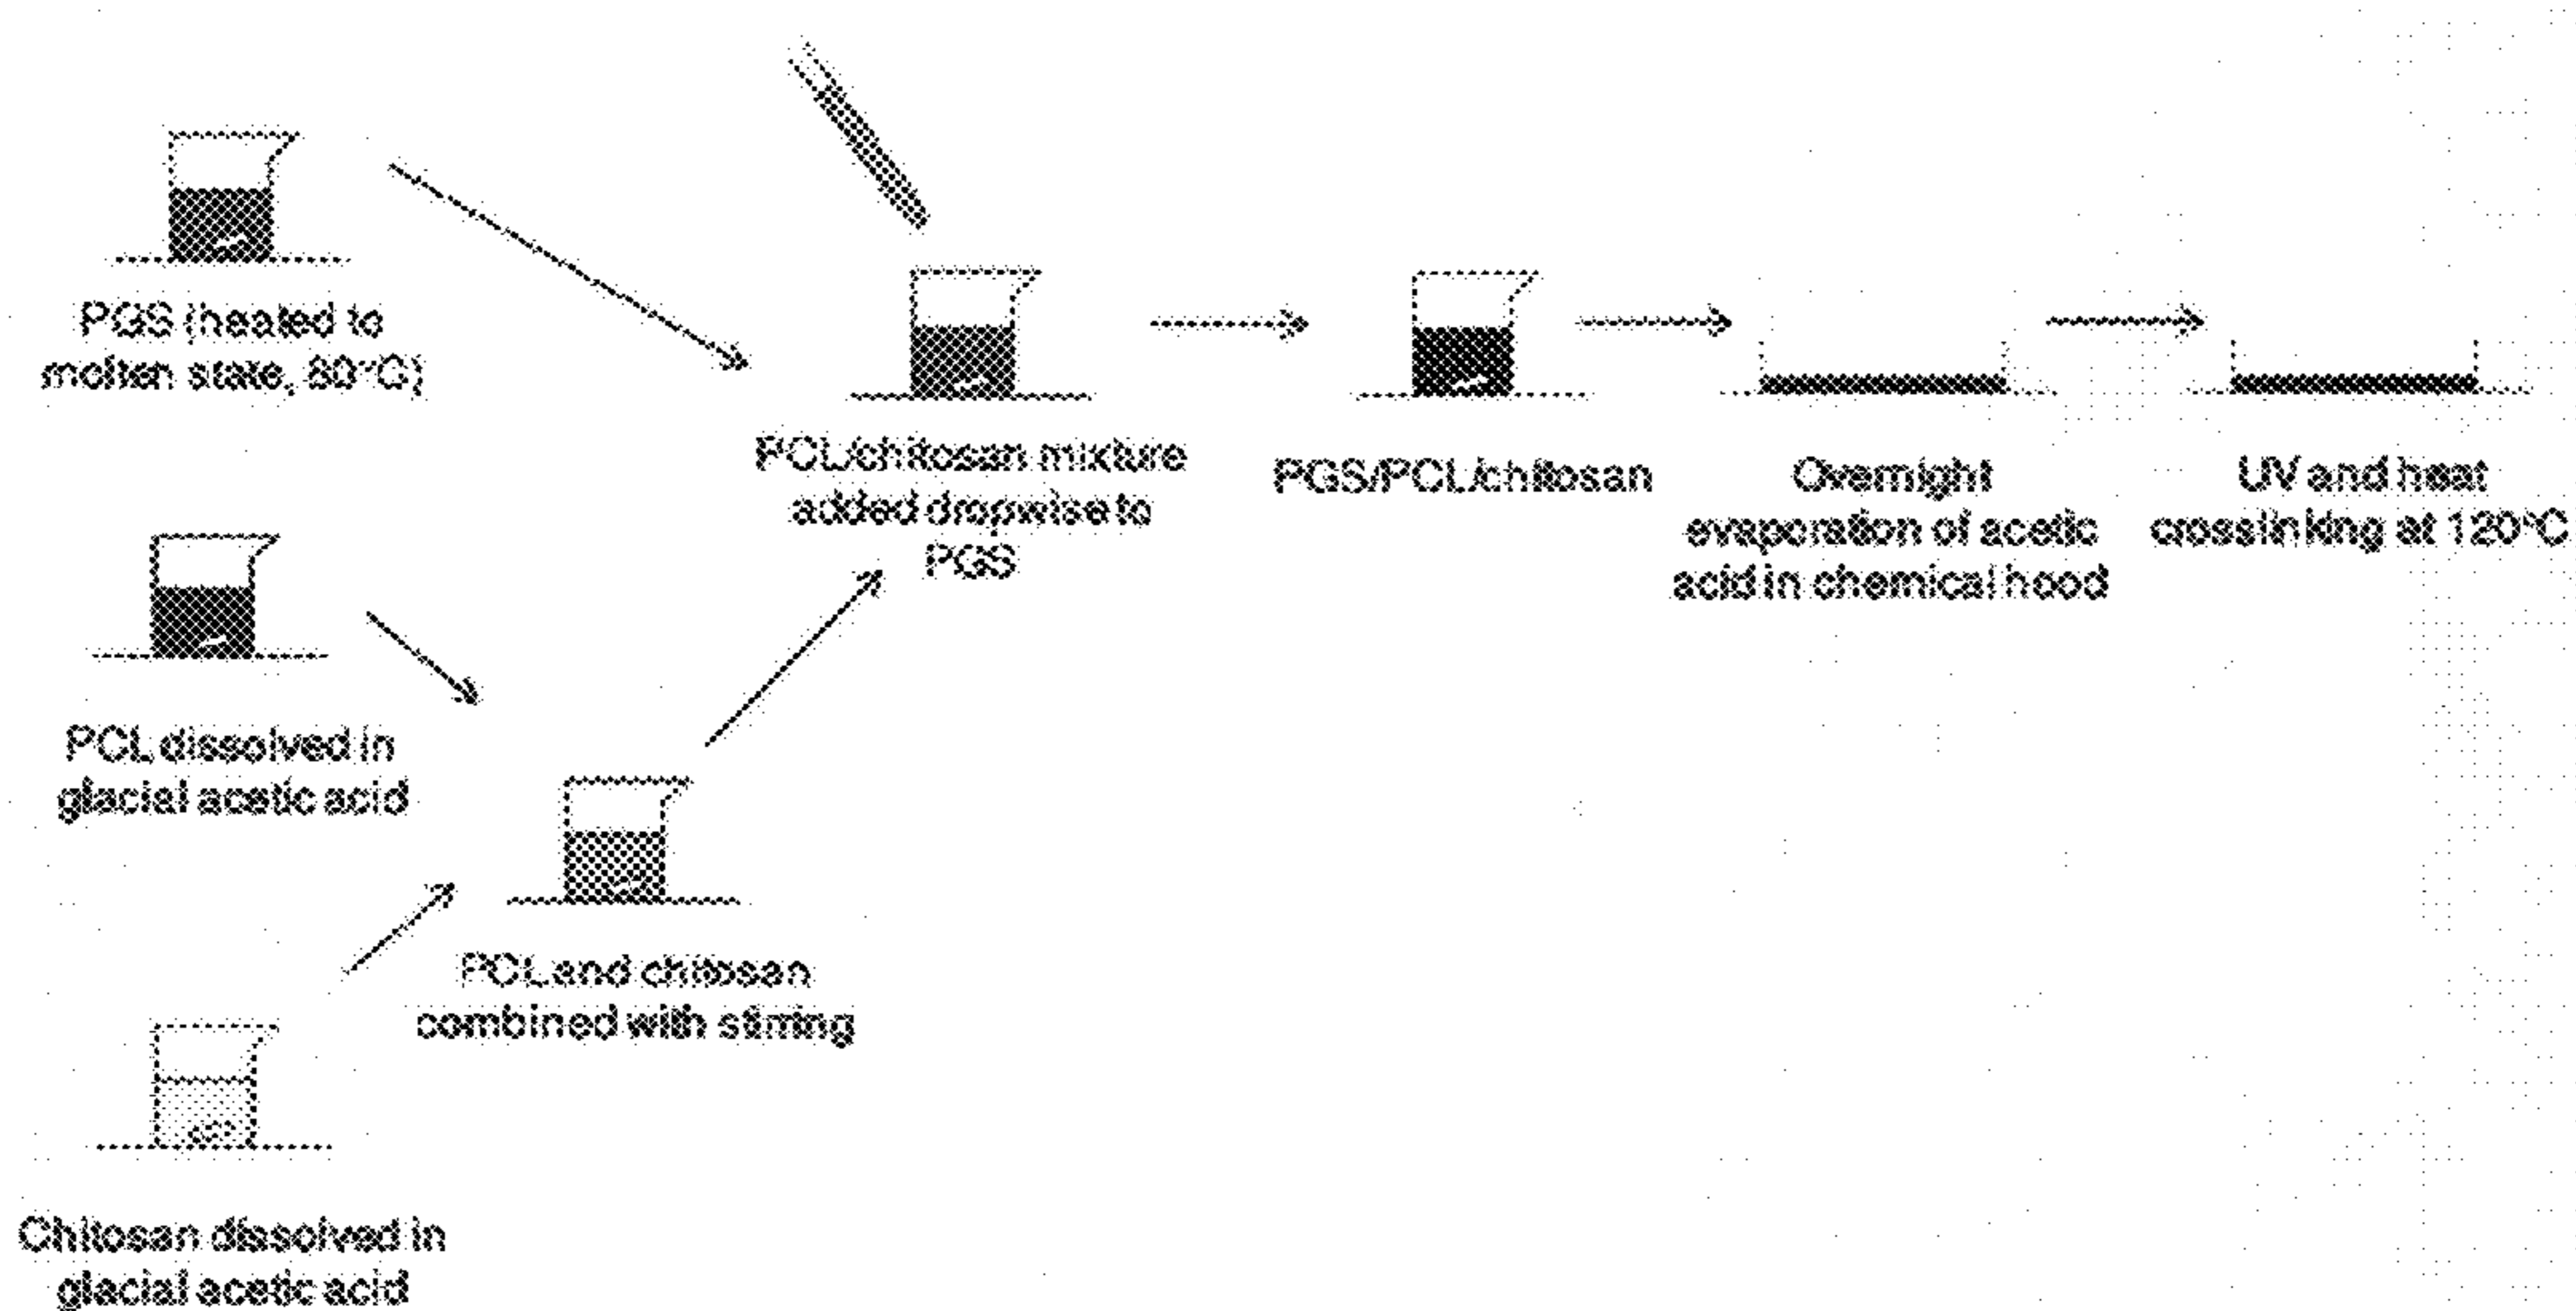 PGS (heated to
molten state, 80°C)
PCL dissolved in
glacial acetic acid
Chitosan dissolved in
glacial acetic acid
PCL and chitosan
combined with stirring
PCL/chitosan mixture
added dropwise to
PGS
PGS/PCL/chitosan
Overnight
evaporation of acetic
acid in chemical hood
UV and heat
crosslinking at 120°C